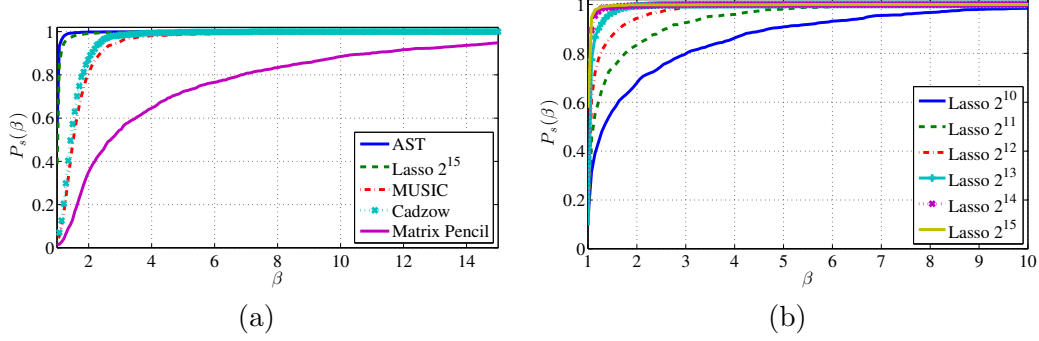 1
0.8
0.6
0.4
0.2
0
P_s(β)
AST
Lasso 2^15
MUSIC
Cadzow
Matrix Pencil
2 4 6 8 10 12 14
β
(a)
1
0.8
0.6
0.4
0.2
0
P_s(β)
Lasso 2^10
Lasso 2^11
Lasso 2^12
Lasso 2^13
Lasso 2^14
Lasso 2^15
1 2 3 4 5 6 7 8 9 10
β
(b)